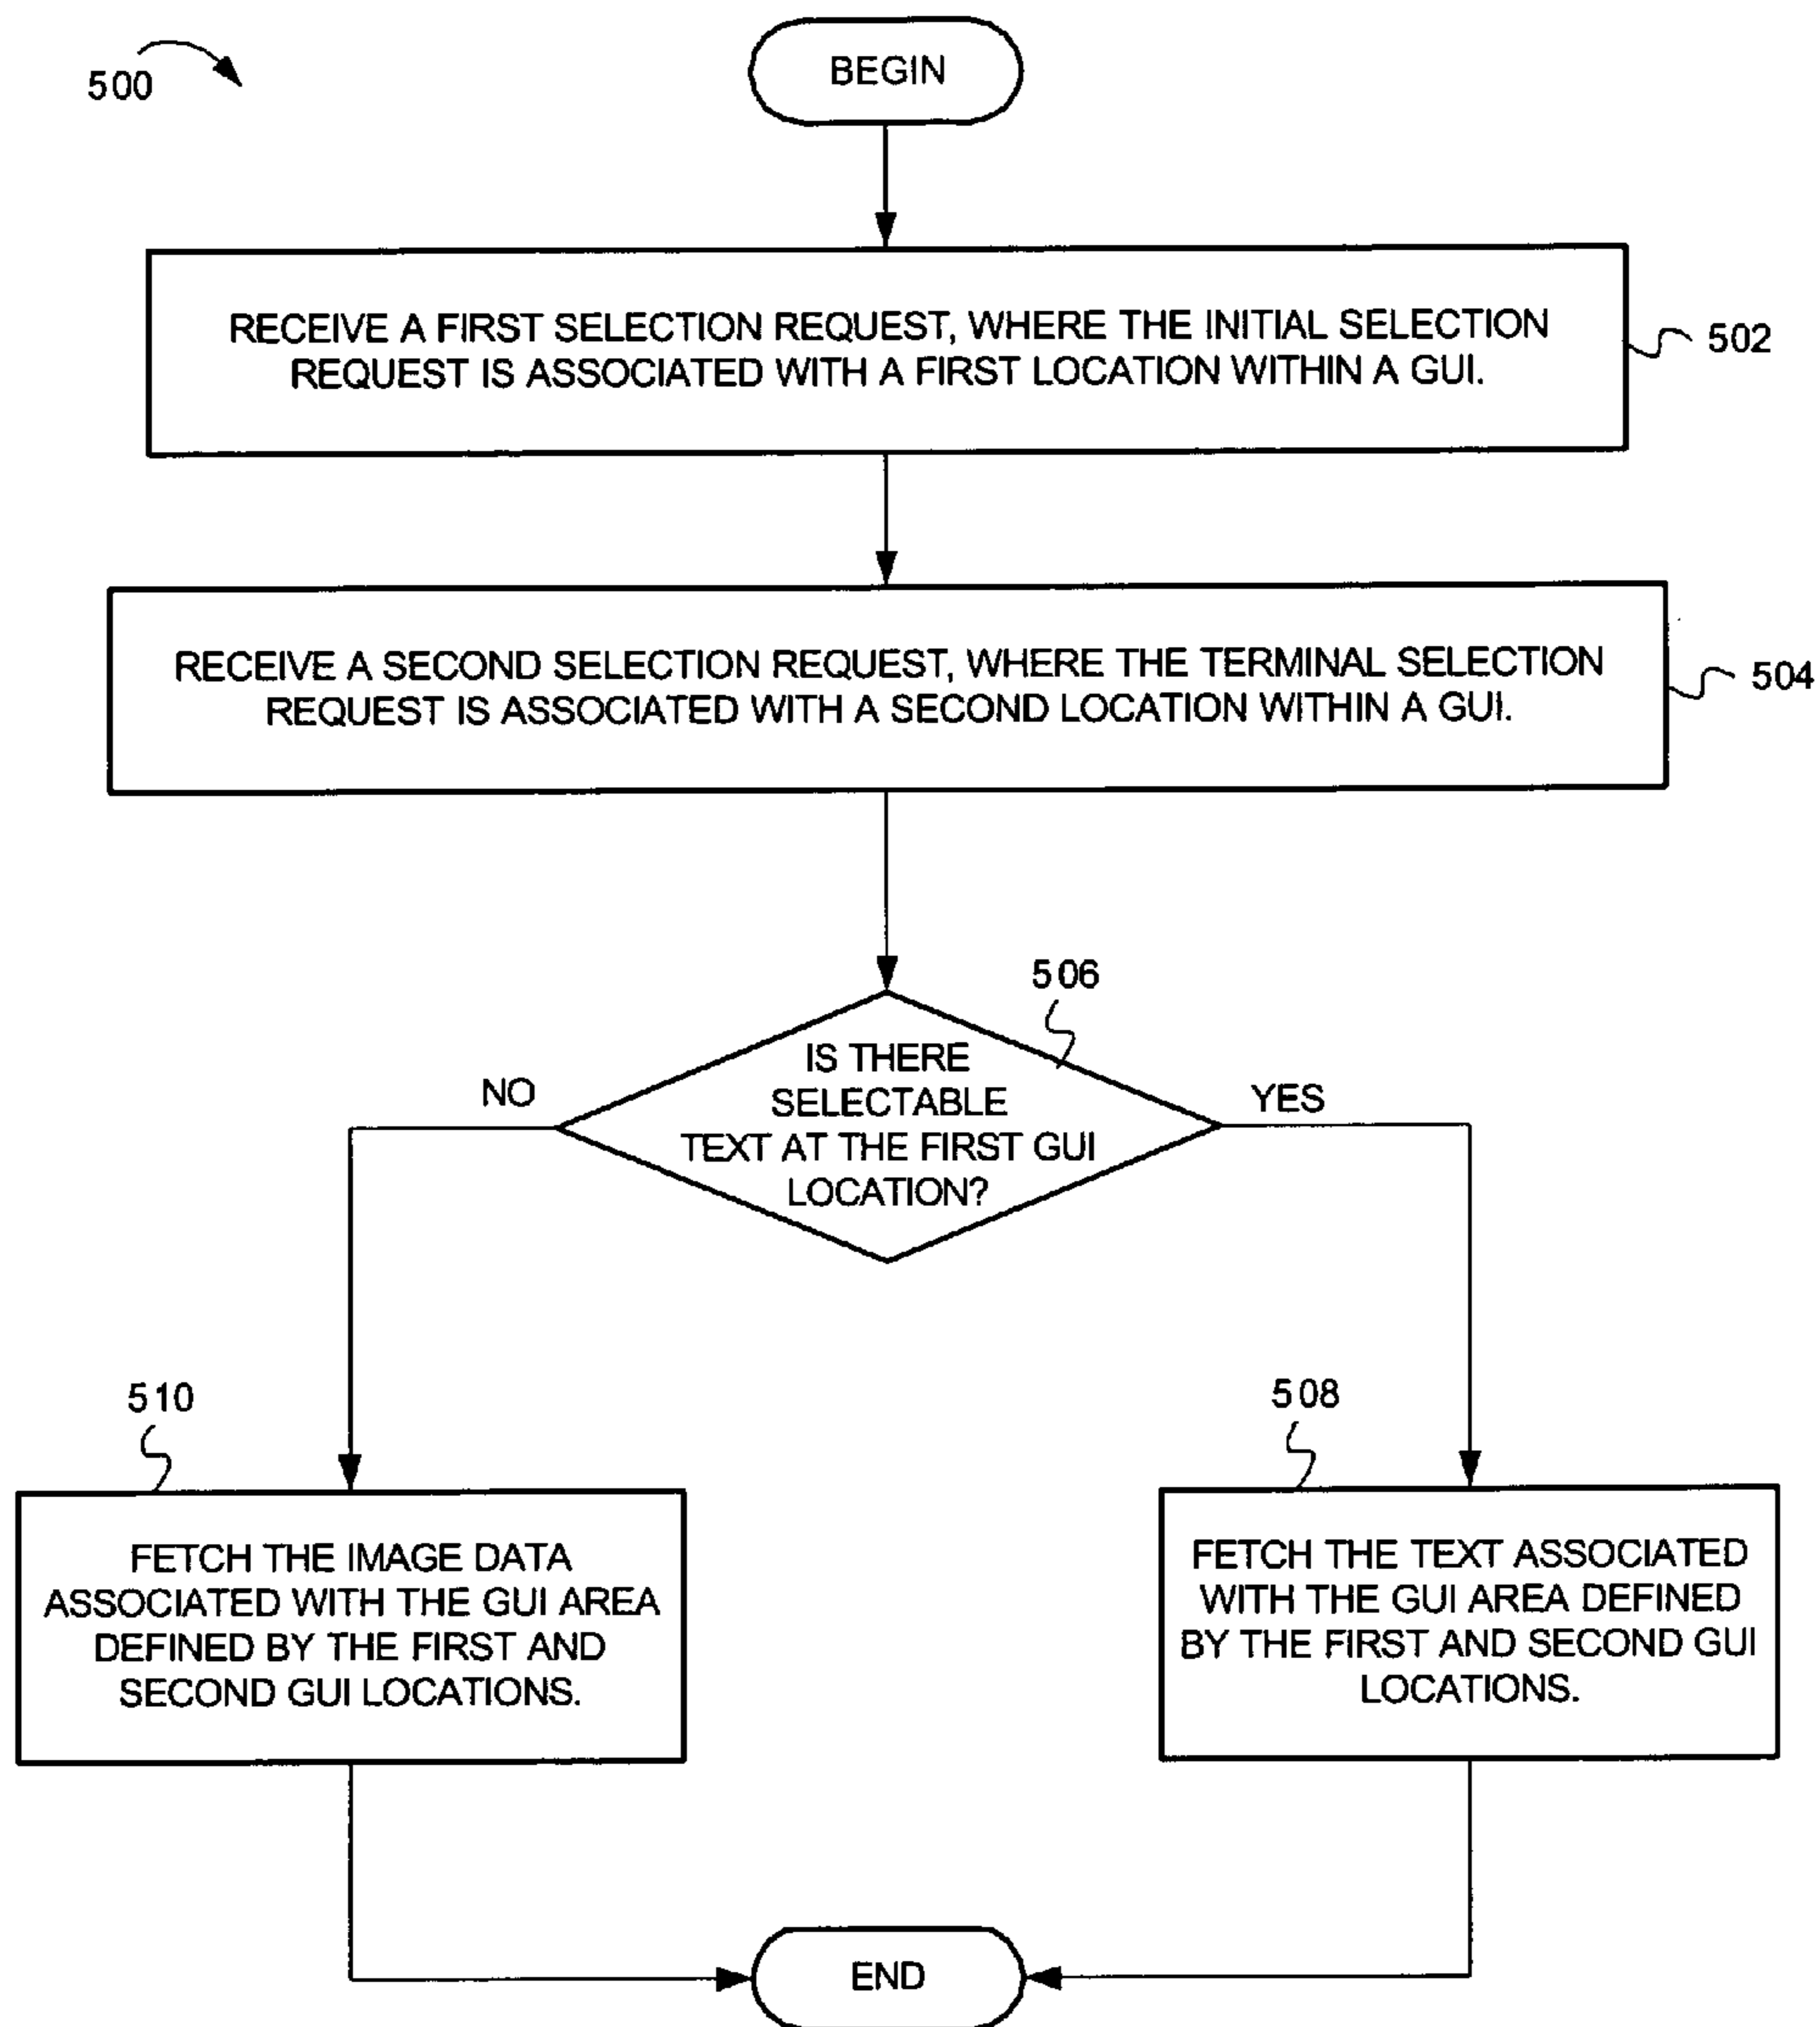 500
BEGIN
RECEIVE A FIRST SELECTION REQUEST, WHERE THE INITIAL SELECTION
REQUEST IS ASSOCIATED WITH A FIRST LOCATION WITHIN A GUI.
502
RECEIVE A SECOND SELECTION REQUEST, WHERE THE TERMINAL SELECTION
REQUEST IS ASSOCIATED WITH A SECOND LOCATION WITHIN A GUI.
504
506
IS THERE
SELECTABLE
TEXT AT THE FIRST GUI
LOCATION?
NO
YES
510
FETCH THE IMAGE DATA
ASSOCIATED WITH THE GUI AREA
DEFINED BY THE FIRST AND
SECOND GUI LOCATIONS.
508
FETCH THE TEXT ASSOCIATED
WITH THE GUI AREA DEFINED
BY THE FIRST AND SECOND GUI
LOCATIONS.
END